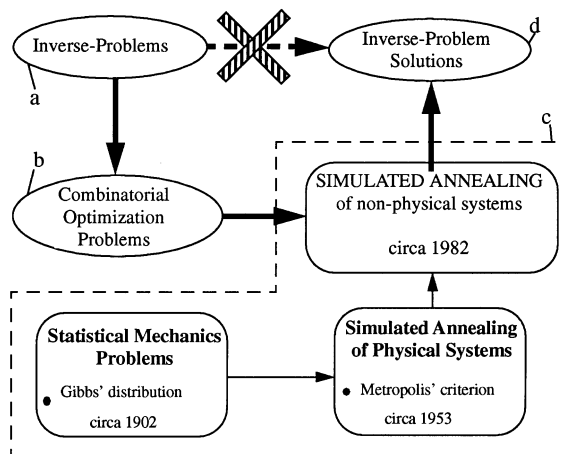 Inverse-Problems
Inverse-Problem
Solutions
d
a
c
b
Combinatorial
Optimization
Problems
SIMULATED ANNEALING
of non-physical systems
circa 1982
Statistical Mechanics
Problems
• Gibbs' distribution
circa 1902
Simulated Annealing
of Physical Systems
• Metropolis' criterion
circa 1953